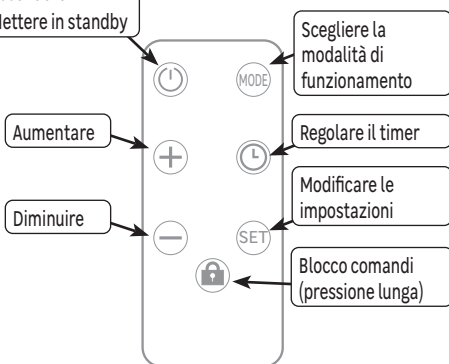 Mettere in standby
Scegliere la
modalità di
funzionamento
MODE
Aumentare
Regolare il timer
Modificare le
impostazioni
Diminuire
SET
Blocco comandi
(pressione lunga)